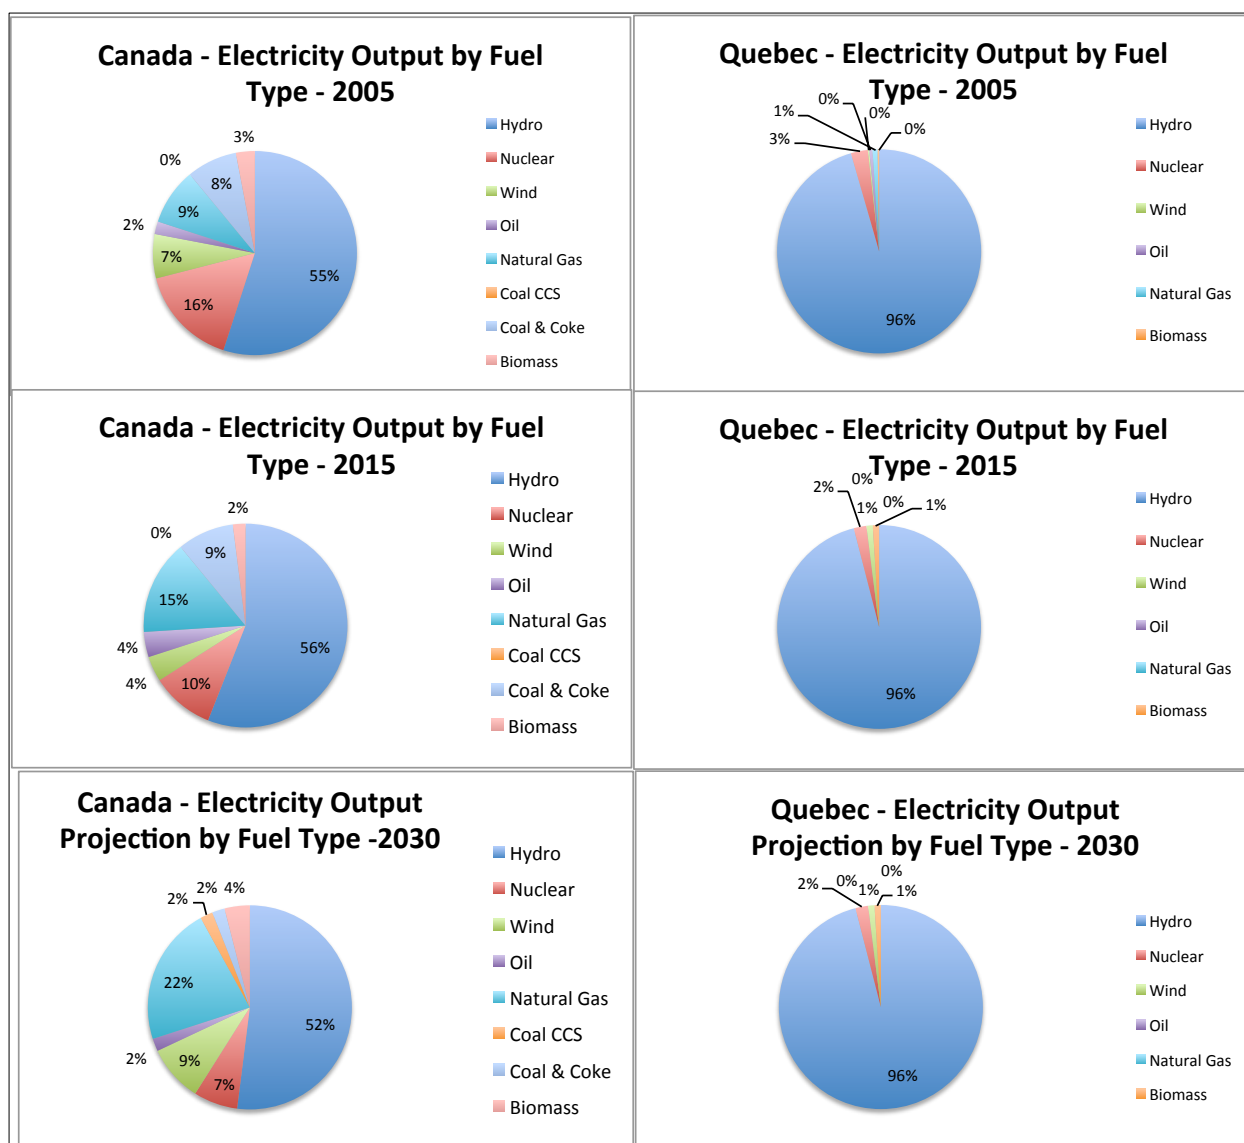 Canada - Electricity Output by Fuel
Type - 2005
3%
0%
8%
9%
2%
7%
55%
16%
Hydro
Nuclear
Wind
Oil
Natural Gas
Coal CCS
Coal & Coke
Biomass
Quebec - Electricity Output by Fuel
Type - 2005
0%
1%
0%
0%
3%
96%
Hydro
Nuclear
Wind
Oil
Natural Gas
Biomass
Canada - Electricity Output by Fuel
Type - 2015
2%
0%
9%
15%
4%
56%
4%
10%
Hydro
Nuclear
Wind
Oil
Natural Gas
Coal CCS
Coal & Coke
Biomass
Quebec - Electricity Output by Fuel
Type - 2015
0%
2%
0%
1%
1%
96%
Hydro
Nuclear
Wind
Oil
Natural Gas
Biomass
Canada - Electricity Output
Projection by Fuel Type -2030
2%
4%
2%
22%
52%
2%
9%
7%
Hydro
Nuclear
Wind
Oil
Natural Gas
Coal CCS
Coal & Coke
Biomass
Quebec - Electricity Output
Projection by Fuel Type - 2030
0%
2%
0%
1%
1%
96%
Hydro
Nuclear
Wind
Oil
Natural Gas
Biomass